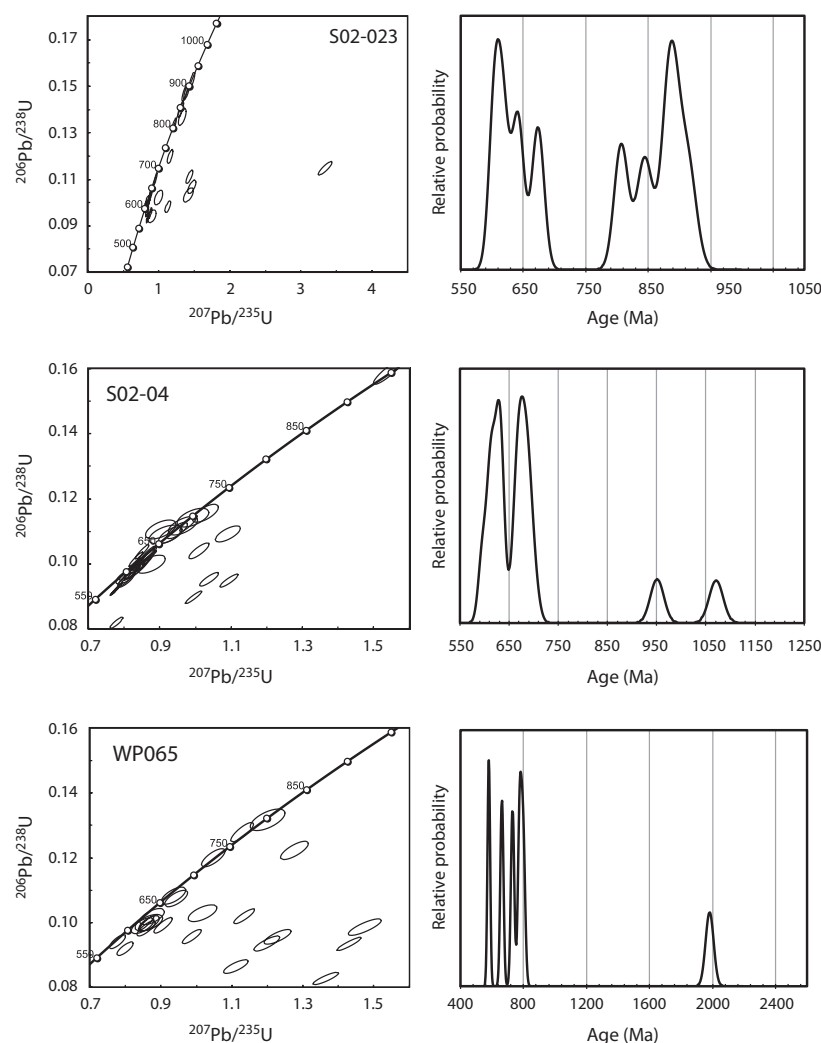 S02-023
0.17
0.15
0.13
0.11
0.09
0.07
1000
900
800
700
600
500
206Pb/238U
0 1 2 3 4
207Pb/235U
Relative probability
550 650 750 850 950 1050
Age (Ma)
S02-04
0.16
0.14
0.12
0.10
0.08
850
750
650
550
206Pb/238U
0.7 0.9 1.1 1.3 1.5
207Pb/235U
Relative probability
550 650 750 850 950 1050 1150 1250
Age (Ma)
WP065
0.16
0.14
0.12
0.10
0.08
850
750
650
550
206Pb/238U
0.7 0.9 1.1 1.3 1.5
207Pb/235U
Relative probability
400 800 1200 1600 2000 2400
Age (Ma)